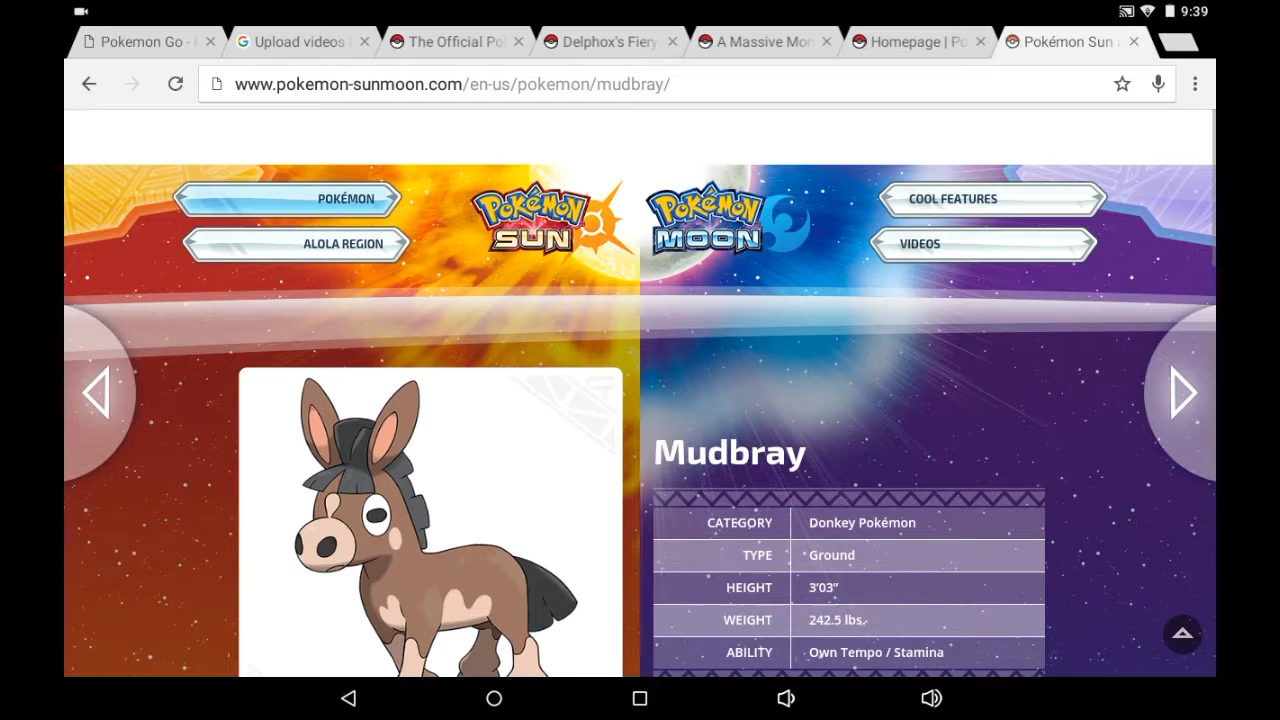 9:39
Pokemon Go -
Upload videos
The Official Po
Delphox's Fiery
A Massive Mor
Homepage | Po
Pokémon Sun a
www.pokemon-sunmoon.com/en-us/pokemon/mudbray/
POKÉMON
ALOLA REGION
POKÉMON
SUN
POKÉMON
MOON
COOL FEATURES
VIDEOS
Mudbray
CATEGORY Donkey Pokémon
TYPE Ground
HEIGHT 3'03"
WEIGHT 242.5 lbs.
ABILITY Own Tempo / Stamina